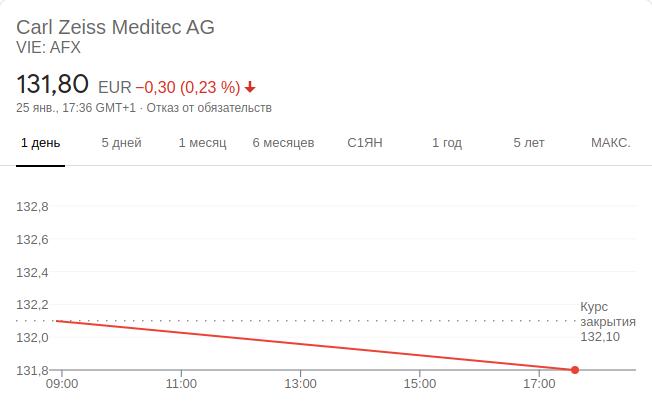 Carl Zeiss Meditec AG
VIE: AFX
131,80 EUR −0,30 (0,23 %)
25 янв., 17:36 GMT+1 · Отказ от обязательств
1 день 5 дней 1 месяц 6 месяцев С1ЯН 1 год 5 лет МАКС.
132,8
132,6
132,4
132,2
Курс
закрытия
132,10
132,0
131,8
09:00 11:00 13:00 15:00 17:00